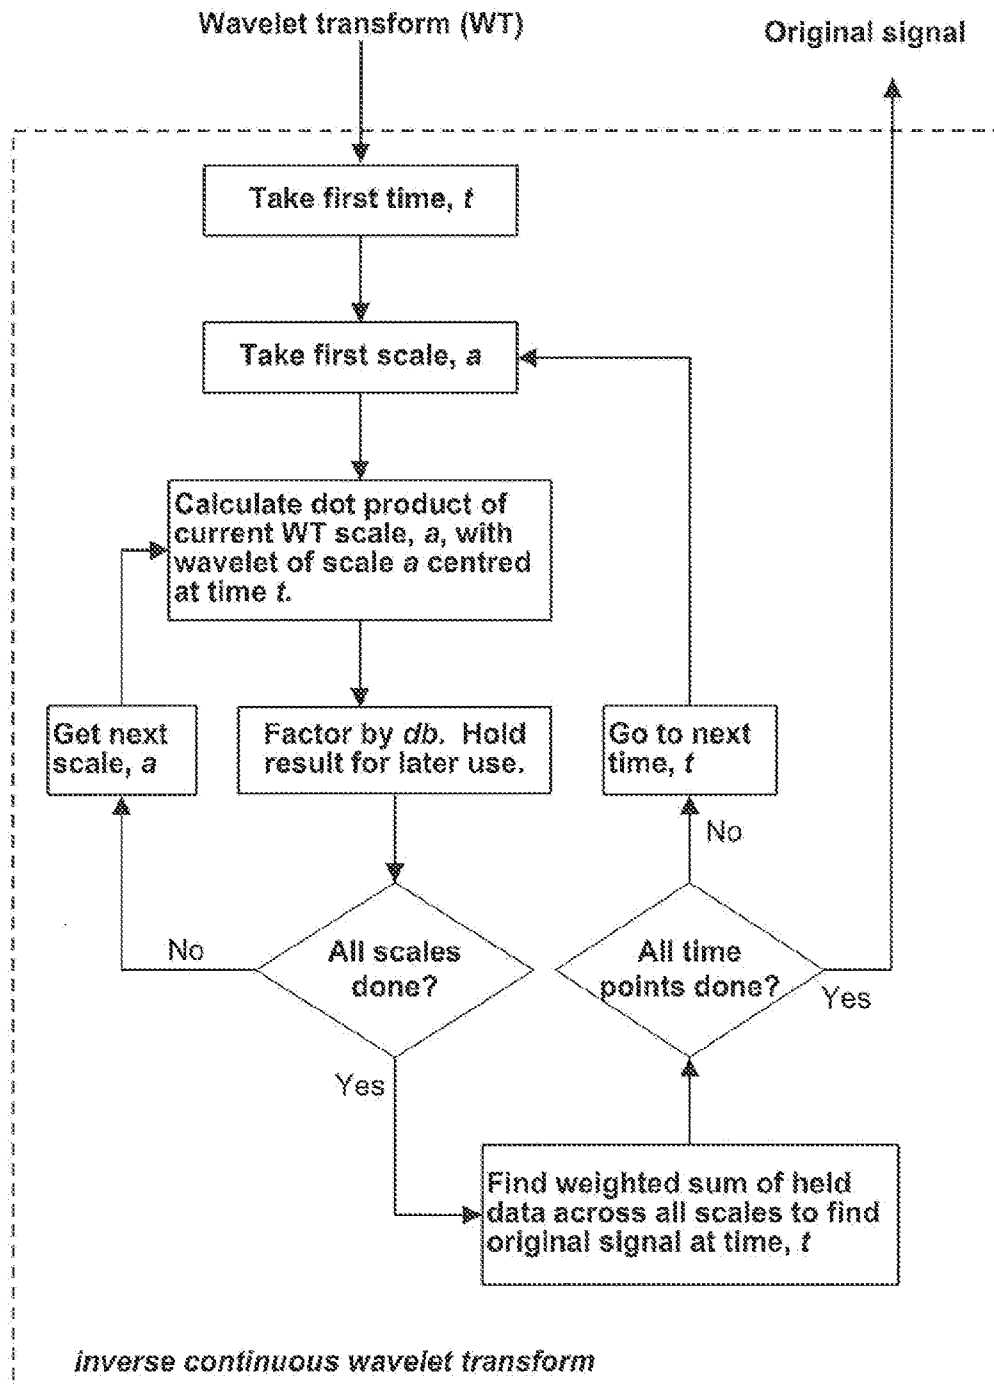 Wavelet transform (WT)
Original signal
Take first time, t
Take first scale, a
Calculate dot product of
current WT scale, a, with
wavelet of scale a centred
at time t.
Get next
scale, a
Factor by db. Hold
result for later use.
Go to next
time, t
No
No
All scales
done?
All time
points done?
Yes
Yes
Find weighted sum of held
data across all scales to find
original signal at time, t
inverse continuous wavelet transform